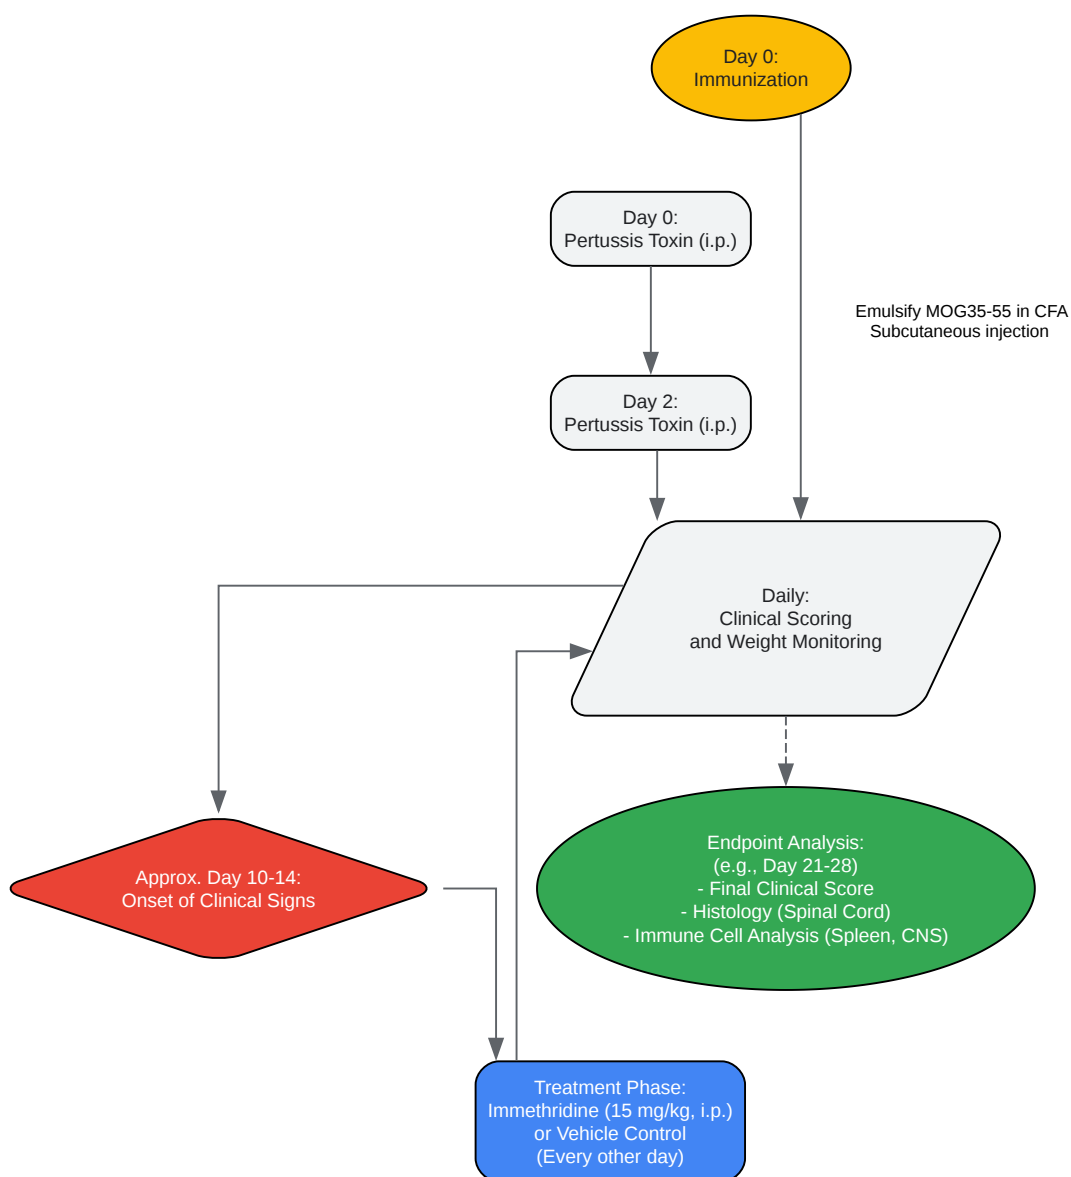 Day 0:
Immunization
Day 0:
Pertussis Toxin (i.p.)
Emulsify MOG35-55 in CFA
Subcutaneous injection
Day 2:
Pertussis Toxin (i.p.)
Daily:
Clinical Scoring
and Weight Monitoring
Approx. Day 10-14:
Onset of Clinical Signs
Endpoint Analysis:
(e.g., Day 21-28)
- Final Clinical Score
- Histology (Spinal Cord)
- Immune Cell Analysis (Spleen, CNS)
Treatment Phase:
Immethridine (15 mg/kg, i.p.)
or Vehicle Control
(Every other day)